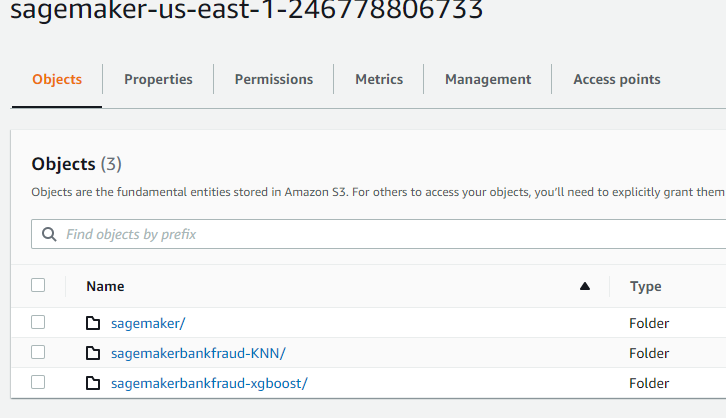 sagemaker-us-east-1-246778806733
Objects Properties Permissions Metrics Management Access points
Objects (3)
Objects are the fundamental entities stored in Amazon S3. For others to access your objects, you'll need to explicitly grant them
Find objects by prefix
Name Type
sagemaker/ Folder
sagemakerbankfraud-KNN/ Folder
sagemakerbankfraud-xgboost/ Folder